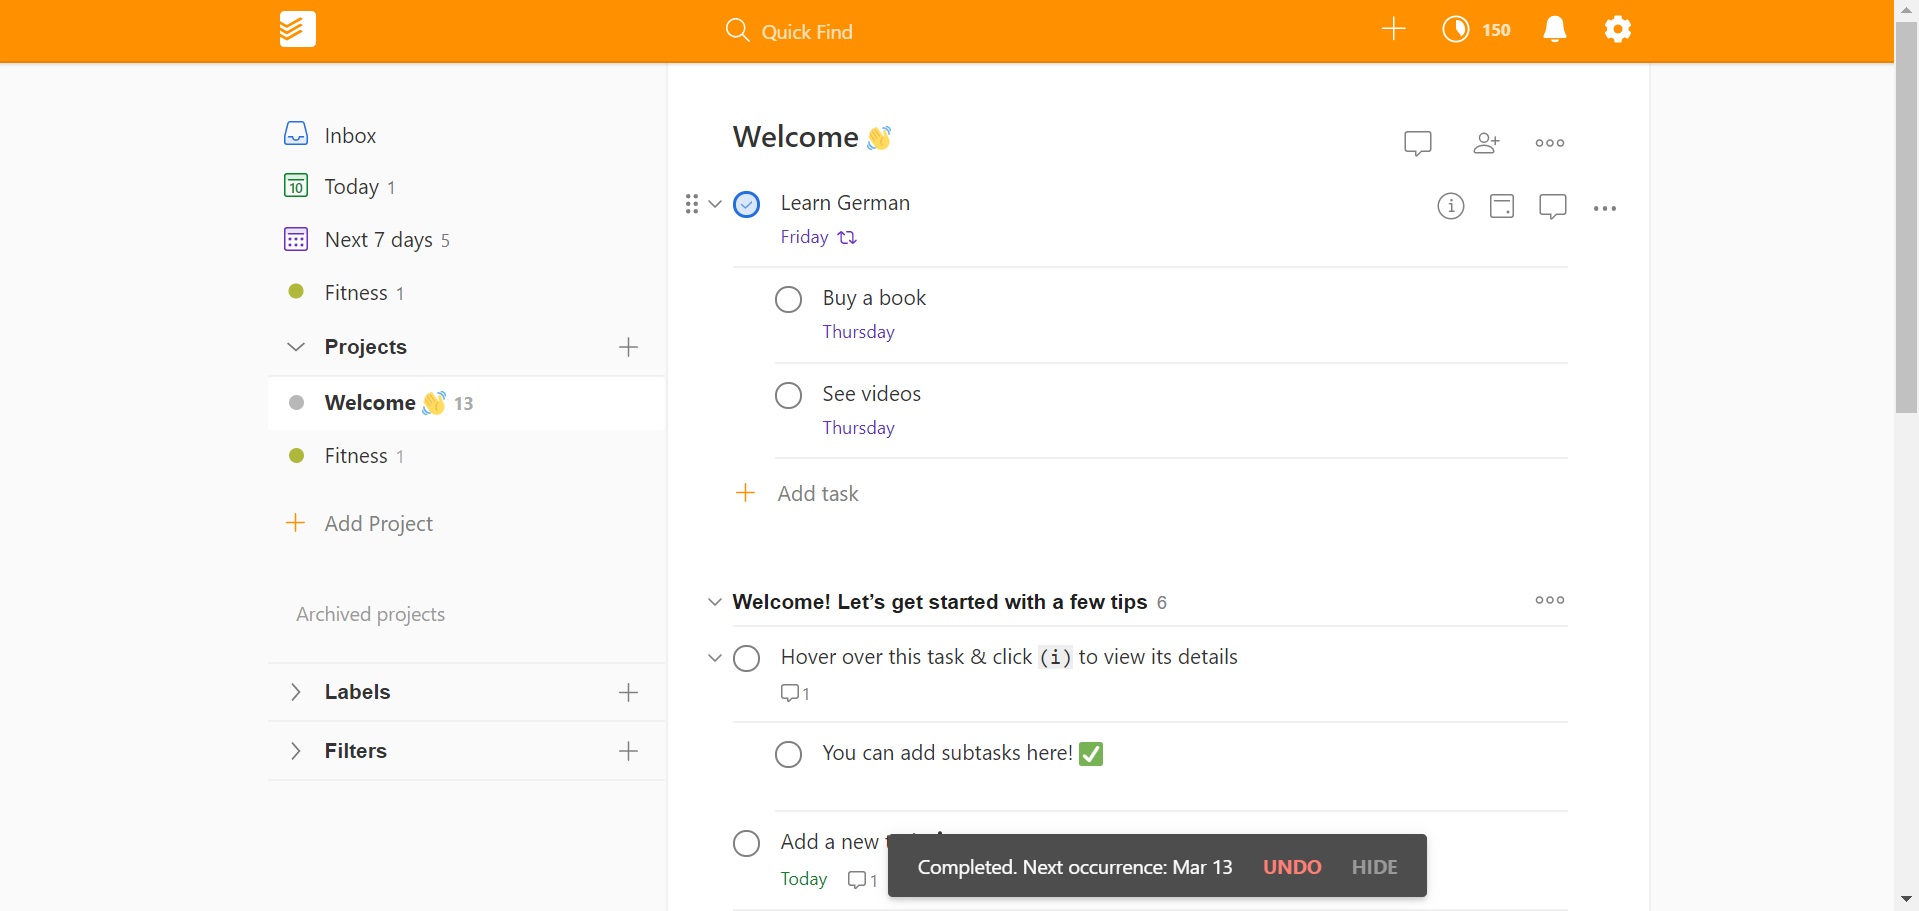 Quick Find
150
Inbox
10 Today 1
Next 7 days 5
Fitness 1
Projects
Welcome 👋 13
Fitness 1
Add Project
Archived projects
Labels
Filters
Welcome 👋
Learn German
Friday
Buy a book
Thursday
See videos
Thursday
Add task
Welcome! Let’s get started with a few tips 6
Hover over this task & click (i) to view its details
1
You can add subtasks here! ✅
Add a new
Today 1
Completed. Next occurrence: Mar 13 UNDO HIDE